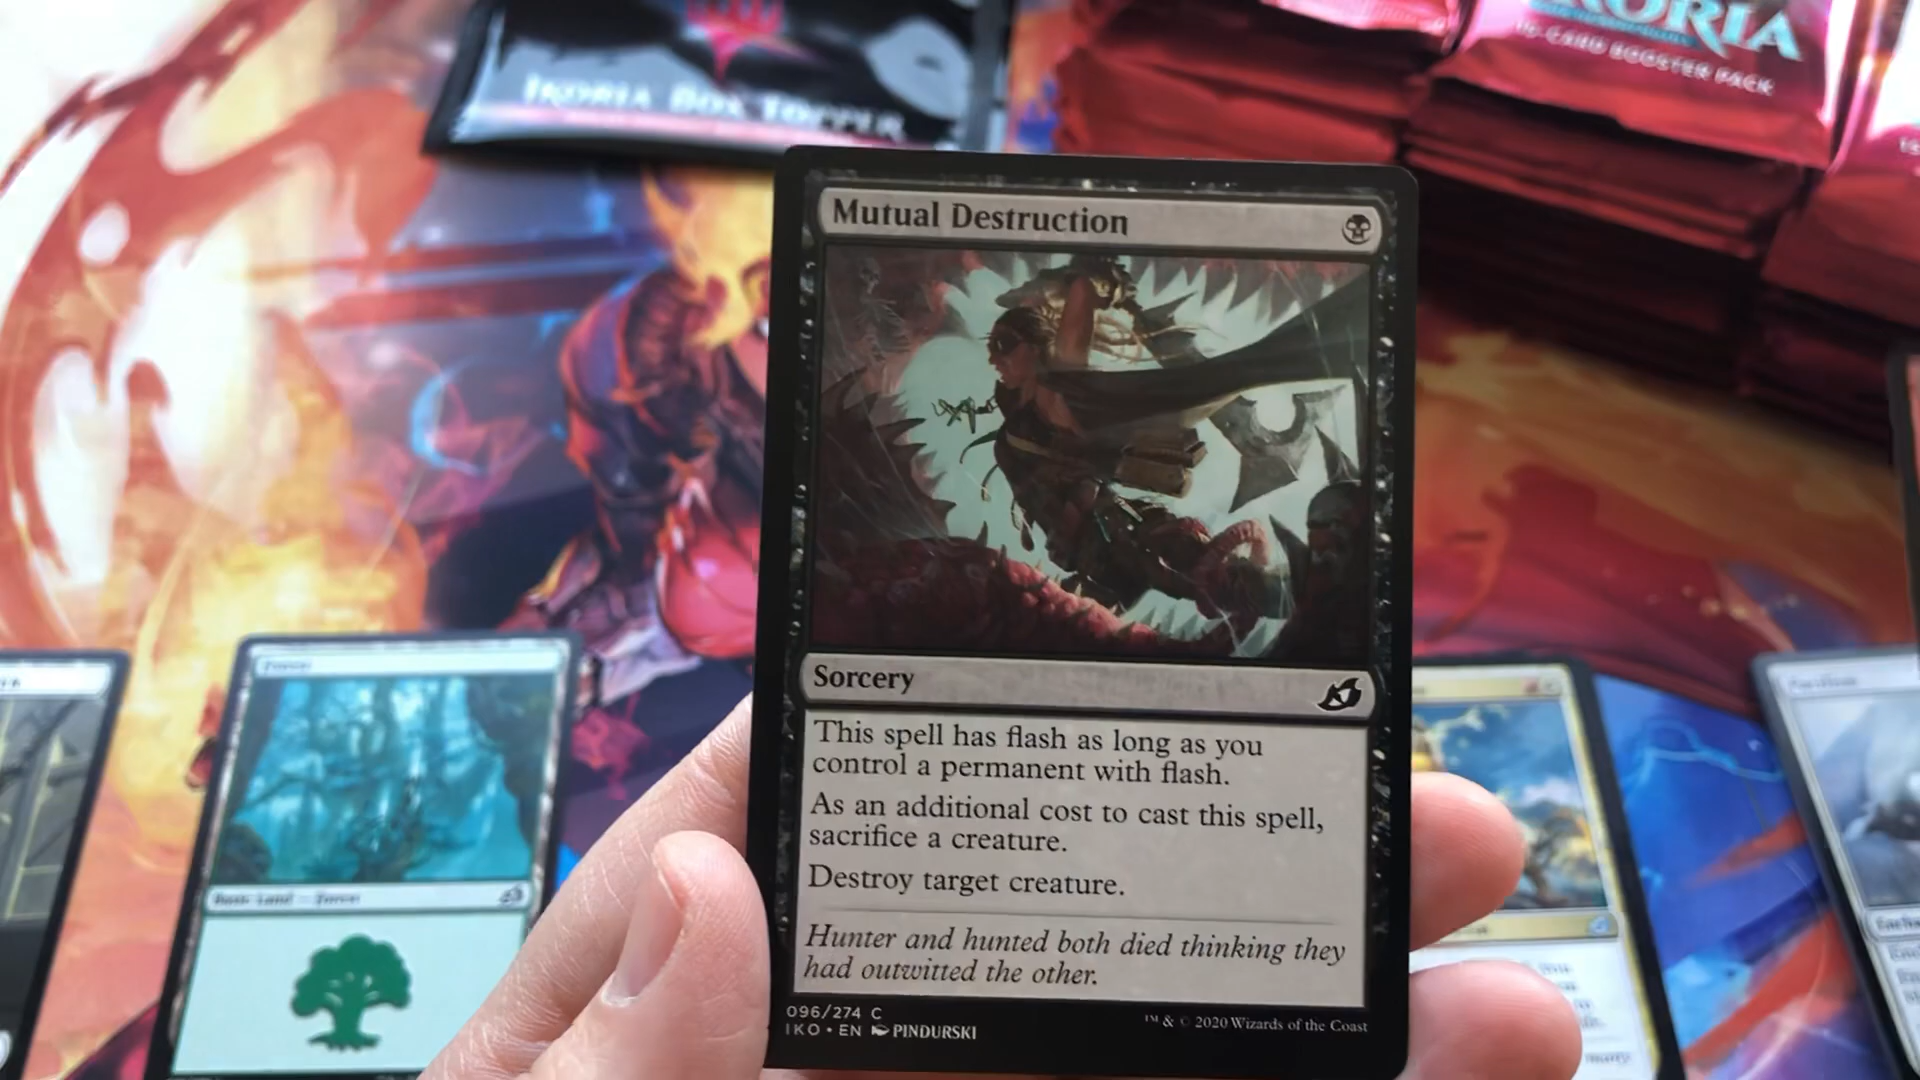 IKORIA BOX TOPPER
IKORIA
15-CARD BOOSTER PACK
Mutual Destruction
Sorcery
This spell has flash as long as you
control a permanent with flash.
As an additional cost to cast this spell,
sacrifice a creature.
Destroy target creature.
Hunter and hunted both died thinking they
had outwitted the other.
096/274 C
IKO • EN PINDURSKI
™ & © 2020 Wizards of the Coast
Forest
Basic Land — Forest